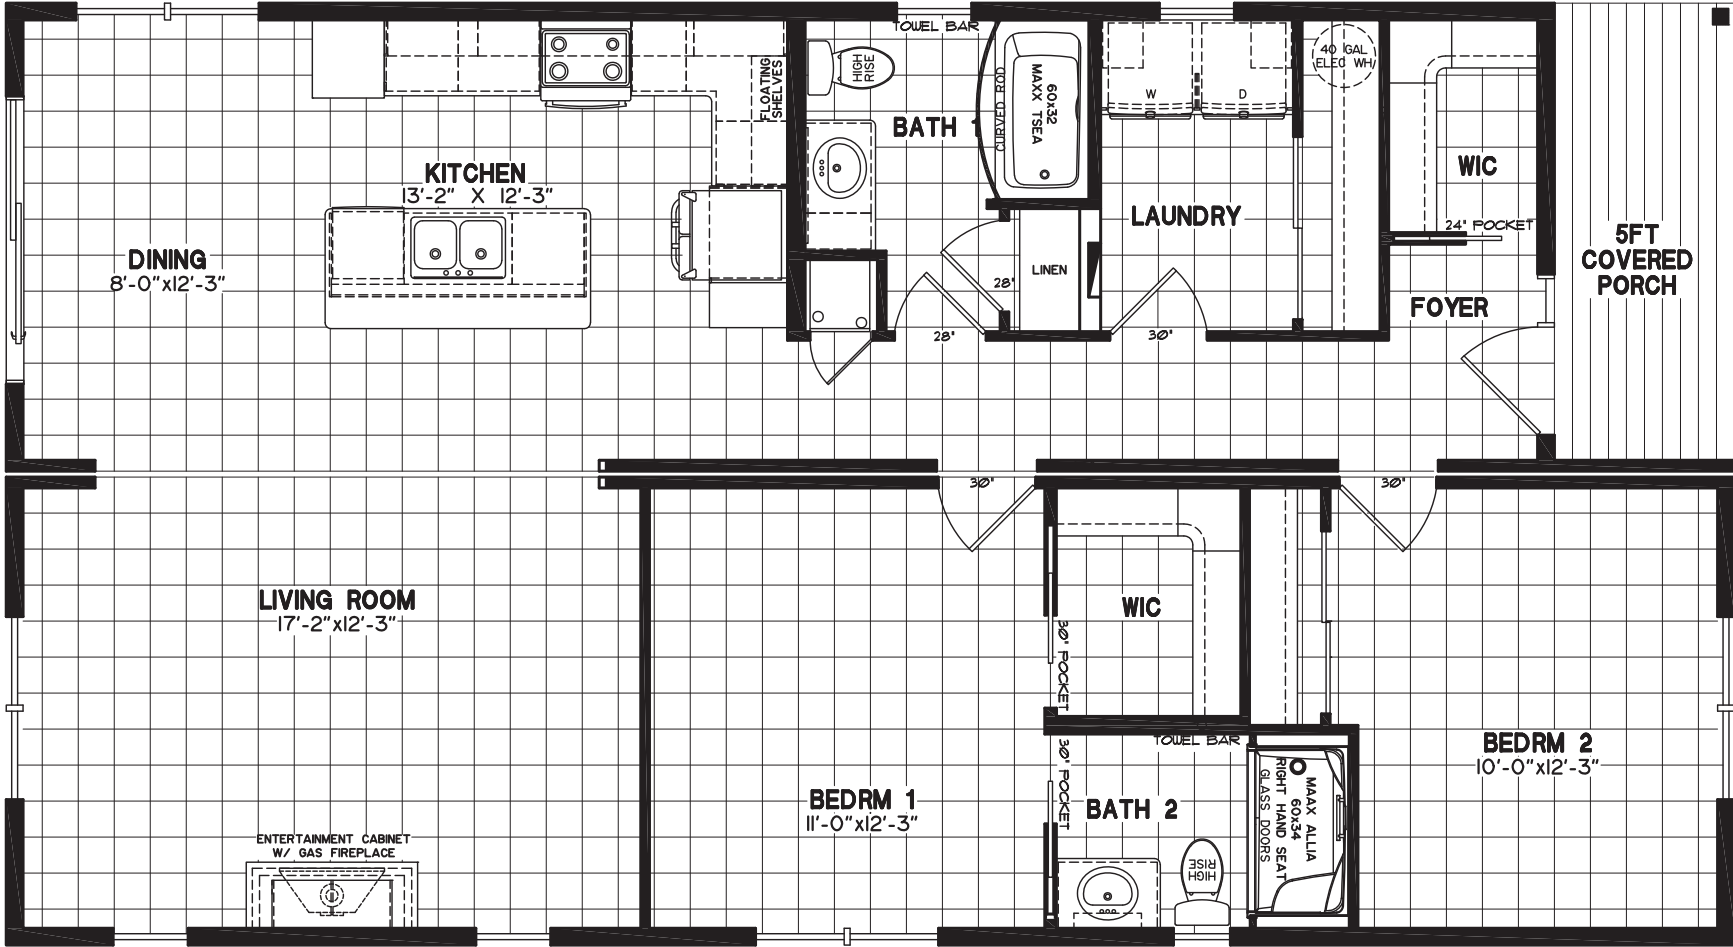 TOWEL BAR
HIGH
RISE
FLOATING
SHELVES
KITCHEN
13'-2" X 12'-3"
DINING
8'-0"x12'-3"
BATH 1
CURVED ROD
60x32
MAXX TSEA
W
D
40 GAL
ELEC WH
WIC
24" POCKET
LAUNDRY
LINEN
28"
28"
30"
FOYER
5FT
COVERED
PORCH
30"
30"
LIVING ROOM
17'-2"x12'-3"
ENTERTAINMENT CABINET
W/ GAS FIREPLACE
BEDRM 1
11'-0"x12'-3"
WIC
30" POCKET
30" POCKET
TOWEL BAR
BATH 2
HIGH
RISE
MAAX ALLIA
60x34
RIGHT HAND SEAT
GLASS DOORS
BEDRM 2
10'-0"x12'-3"